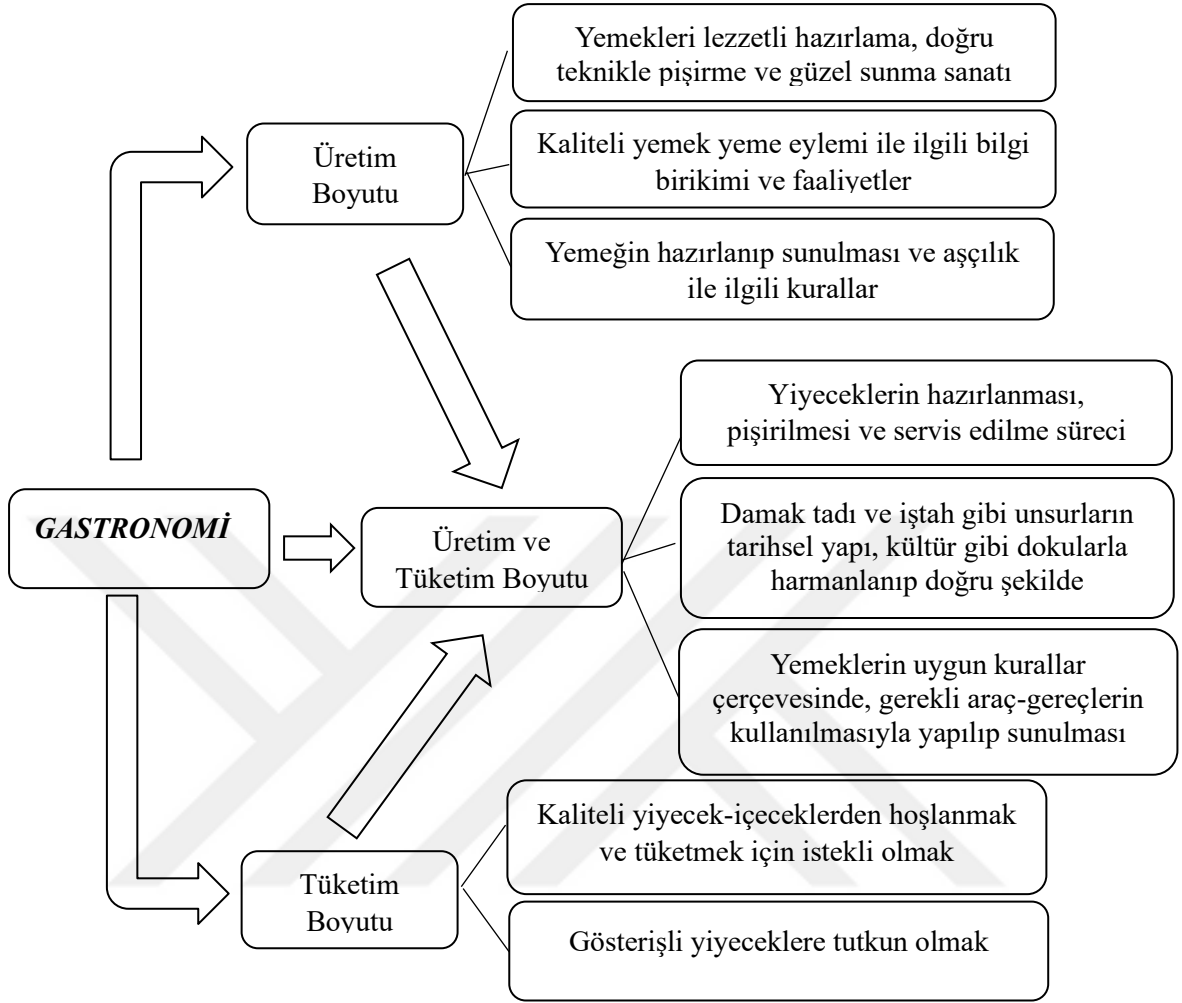 Yemekleri lezzetli hazırlama, doğru
teknikle pişirme ve güzel sunma sanatı
Üretim
Boyutu
Kaliteli yemek yeme eylemi ile ilgili bilgi
birikimi ve faaliyetler
Yemeğin hazırlanıp sunulması ve aşçılık
ile ilgili kurallar
GASTRONOMİ
Üretim ve
Tüketim Boyutu
Yiyeceklerin hazırlanması,
pişirilmesi ve servis edilme süreci
Damak tadı ve iştah gibi unsurların
tarihsel yapı, kültür gibi dokularla
harmanlanıp doğru şekilde
Yemeklerin uygun kurallar
çerçevesinde, gerekli araç-gereçlerin
kullanılmasıyla yapılıp sunulması
Tüketim
Boyutu
Kaliteli yiyecek-içeceklerden hoşlanmak
ve tüketmek için istekli olmak
Gösterişli yiyeceklere tutkun olmak